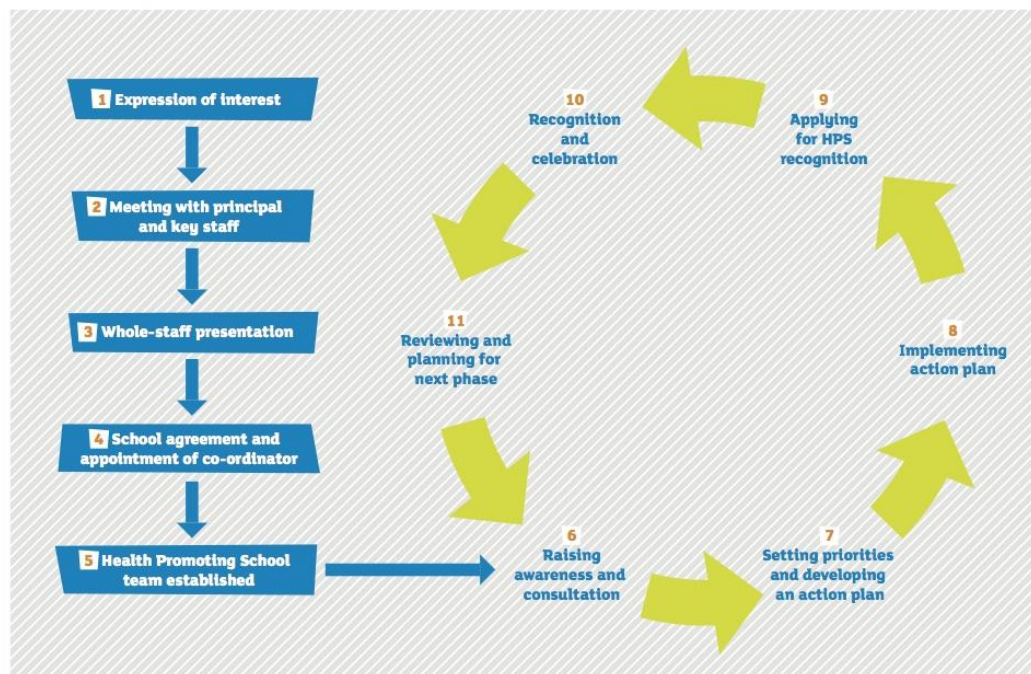 1 Expression of interest
2 Meeting with principal
and key staff
3 Whole-staff presentation
4 School agreement and
appointment of co-ordinator
5 Health Promoting School
team established
6
Raising
awareness and
consultation
7
Setting priorities
and developing
an action plan
8
Implementing
action plan
9
Applying
for HPS
recognition
10
Recognition
and
celebration
11
Reviewing and
planning for
next phase